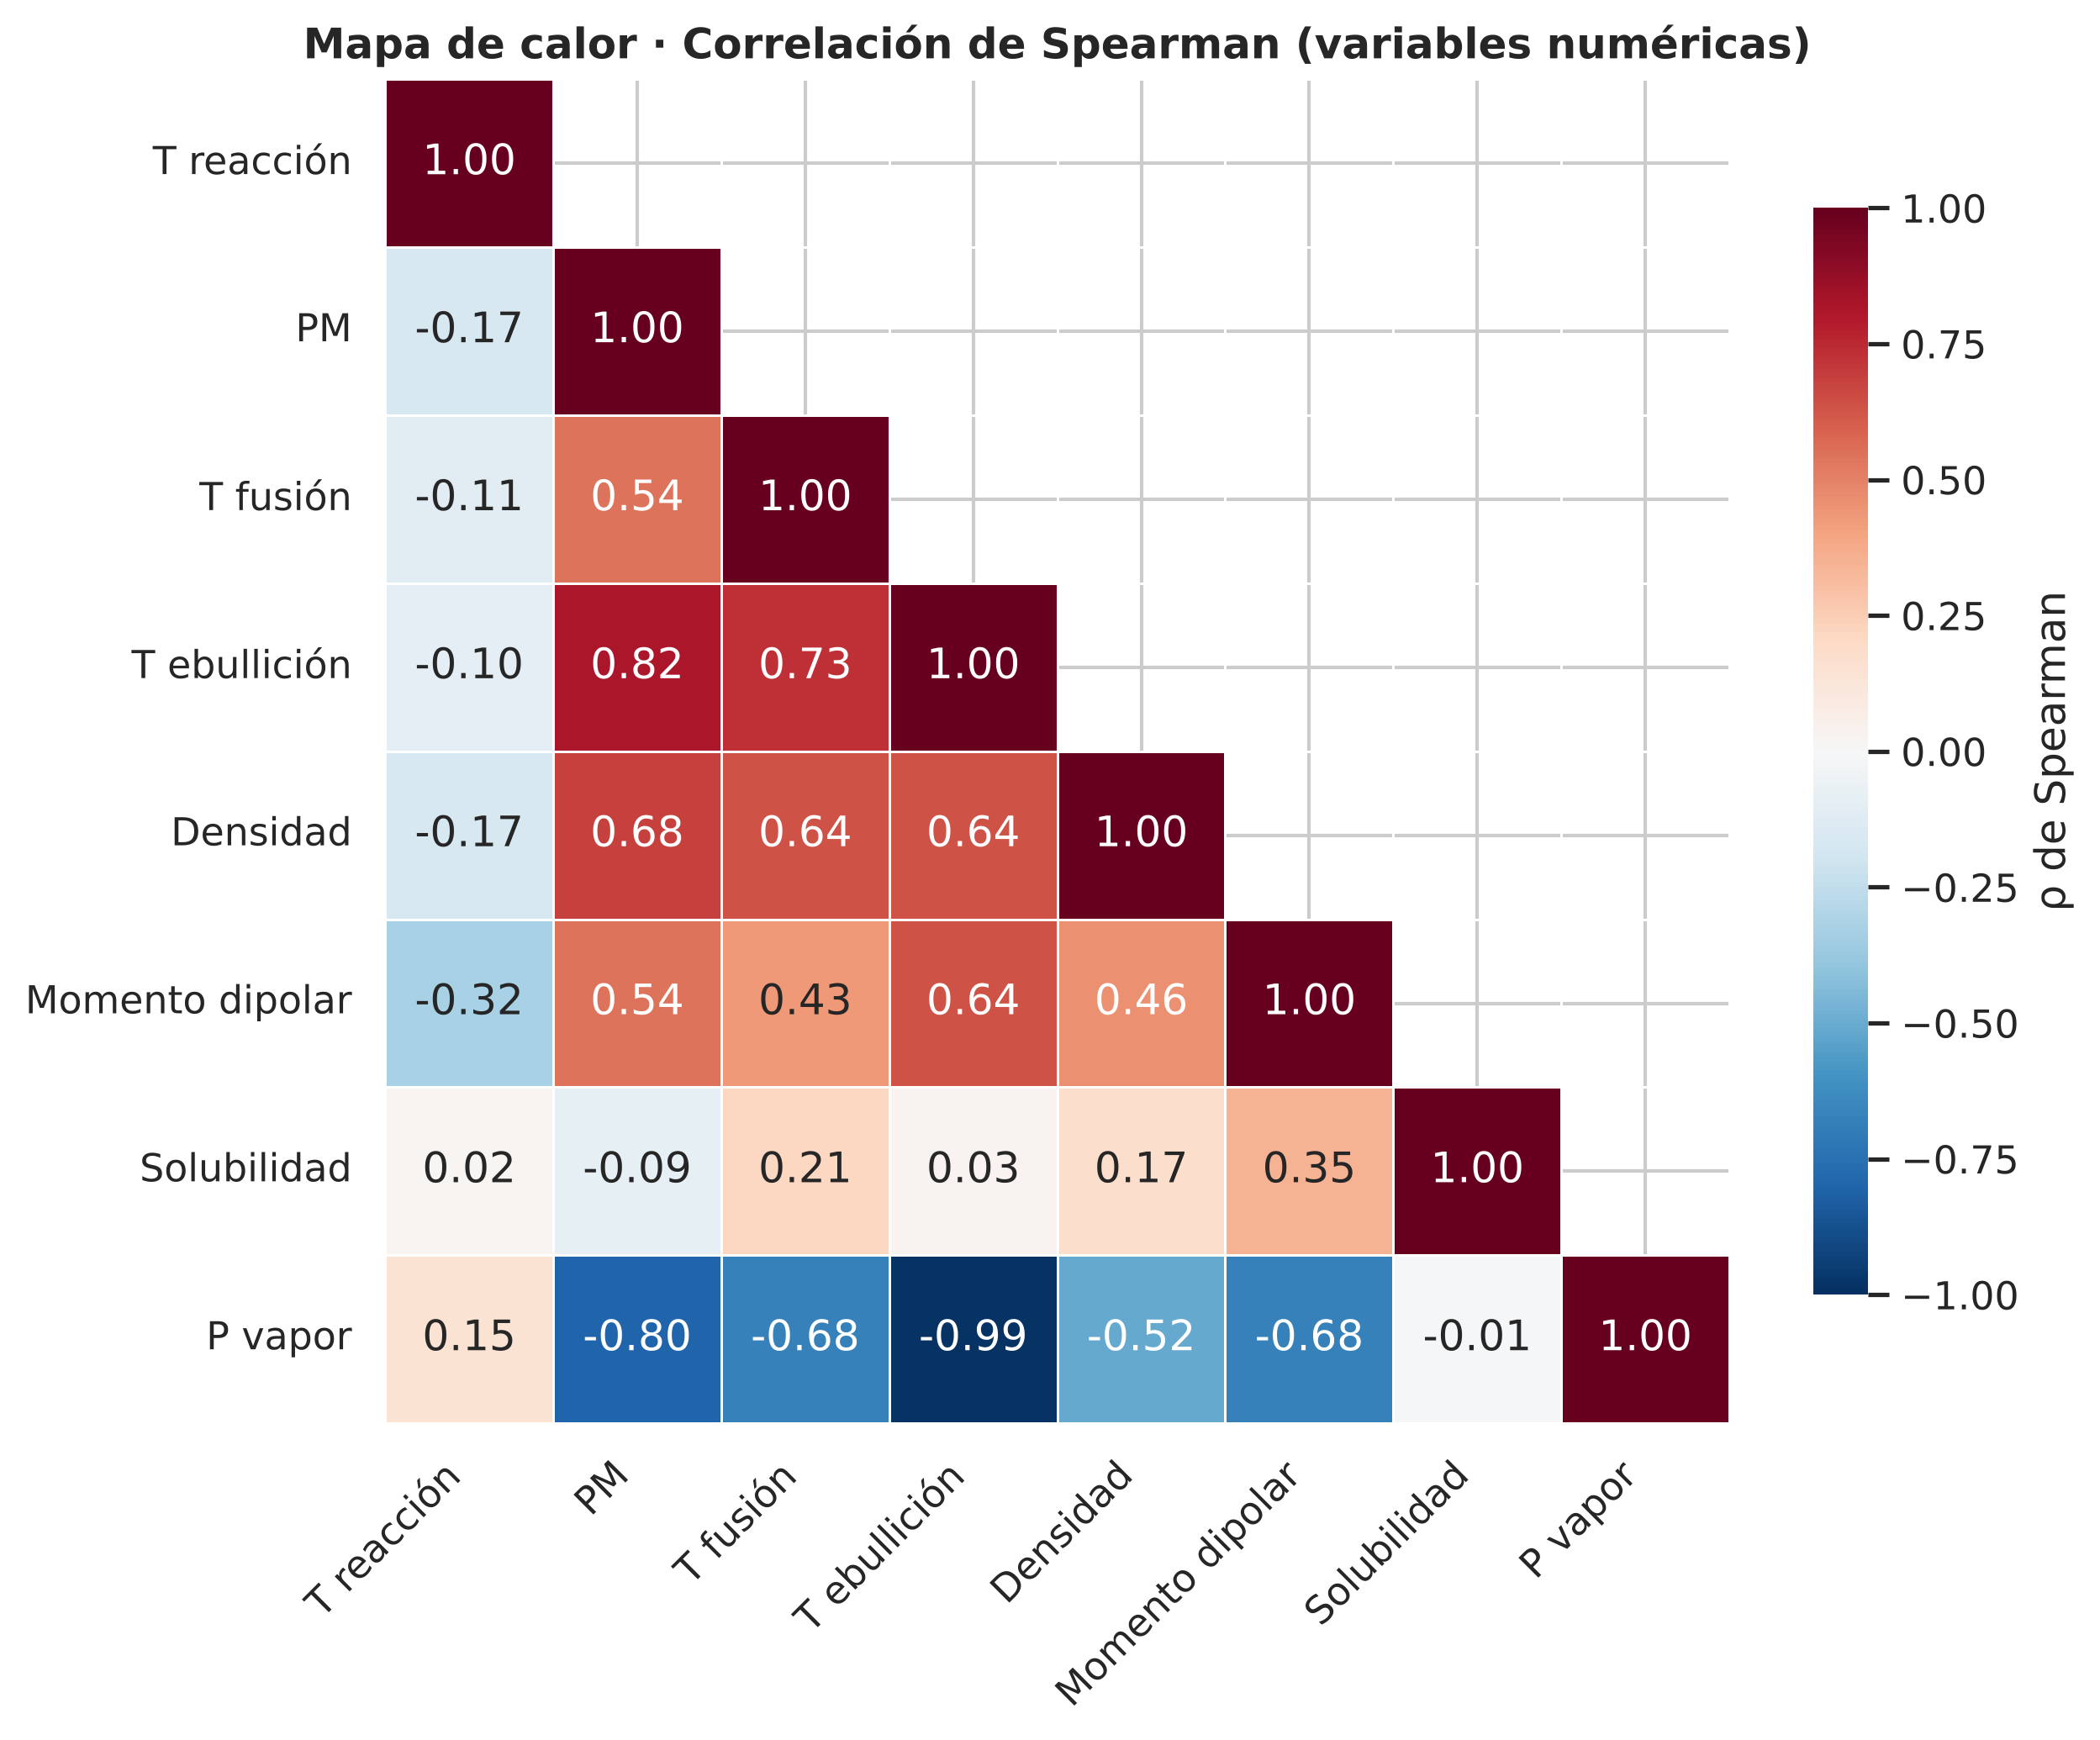 Mapa de calor · Correlación de Spearman (variables numéricas)
T reacción 1.00
PM -0.17 1.00
T fusión -0.11 0.54 1.00
T ebullición -0.10 0.82 0.73 1.00
Densidad -0.17 0.68 0.64 0.64 1.00
Momento dipolar -0.32 0.54 0.43 0.64 0.46 1.00
Solubilidad 0.02 -0.09 0.21 0.03 0.17 0.35 1.00
P vapor 0.15 -0.80 -0.68 -0.99 -0.52 -0.68 -0.01 1.00
T reacción
PM
T fusión
T ebullición
Densidad
Momento dipolar
Solubilidad
P vapor
1.00
0.75
0.50
0.25
0.00
−0.25
−0.50
−0.75
−1.00
ρ de Spearman